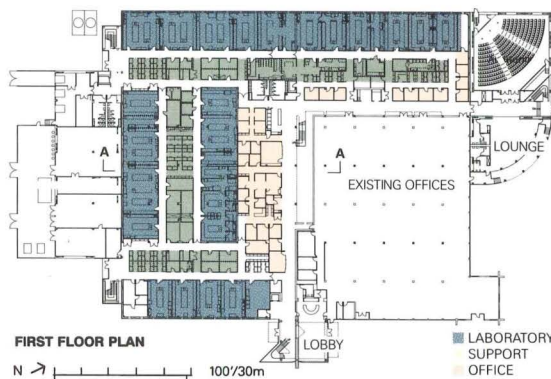 A
A
LOUNGE
EXISTING OFFICES
LOBBY
FIRST FLOOR PLAN
N
100'/30m
LABORATORY
SUPPORT
OFFICE